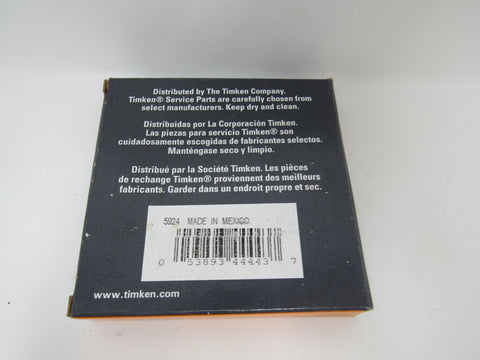 Distributed by The Timken Company.
Timken® Service Parts are carefully chosen from
select manufacturers. Keep dry and clean.
Distribuidas por La Corporación Timken.
Las piezas para servicio Timken® son
cuidadosamente escogidas de fabricantes selectos.
Manténgase seco y limpio.
Distribué par la Société Timken. Les pièces
de rechange Timken® proviennent des meilleurs
fabricants. Garder dans un endroit propre et sec.
5924 MADE IN MEXICO
0 53893 44443 7
www.timken.com